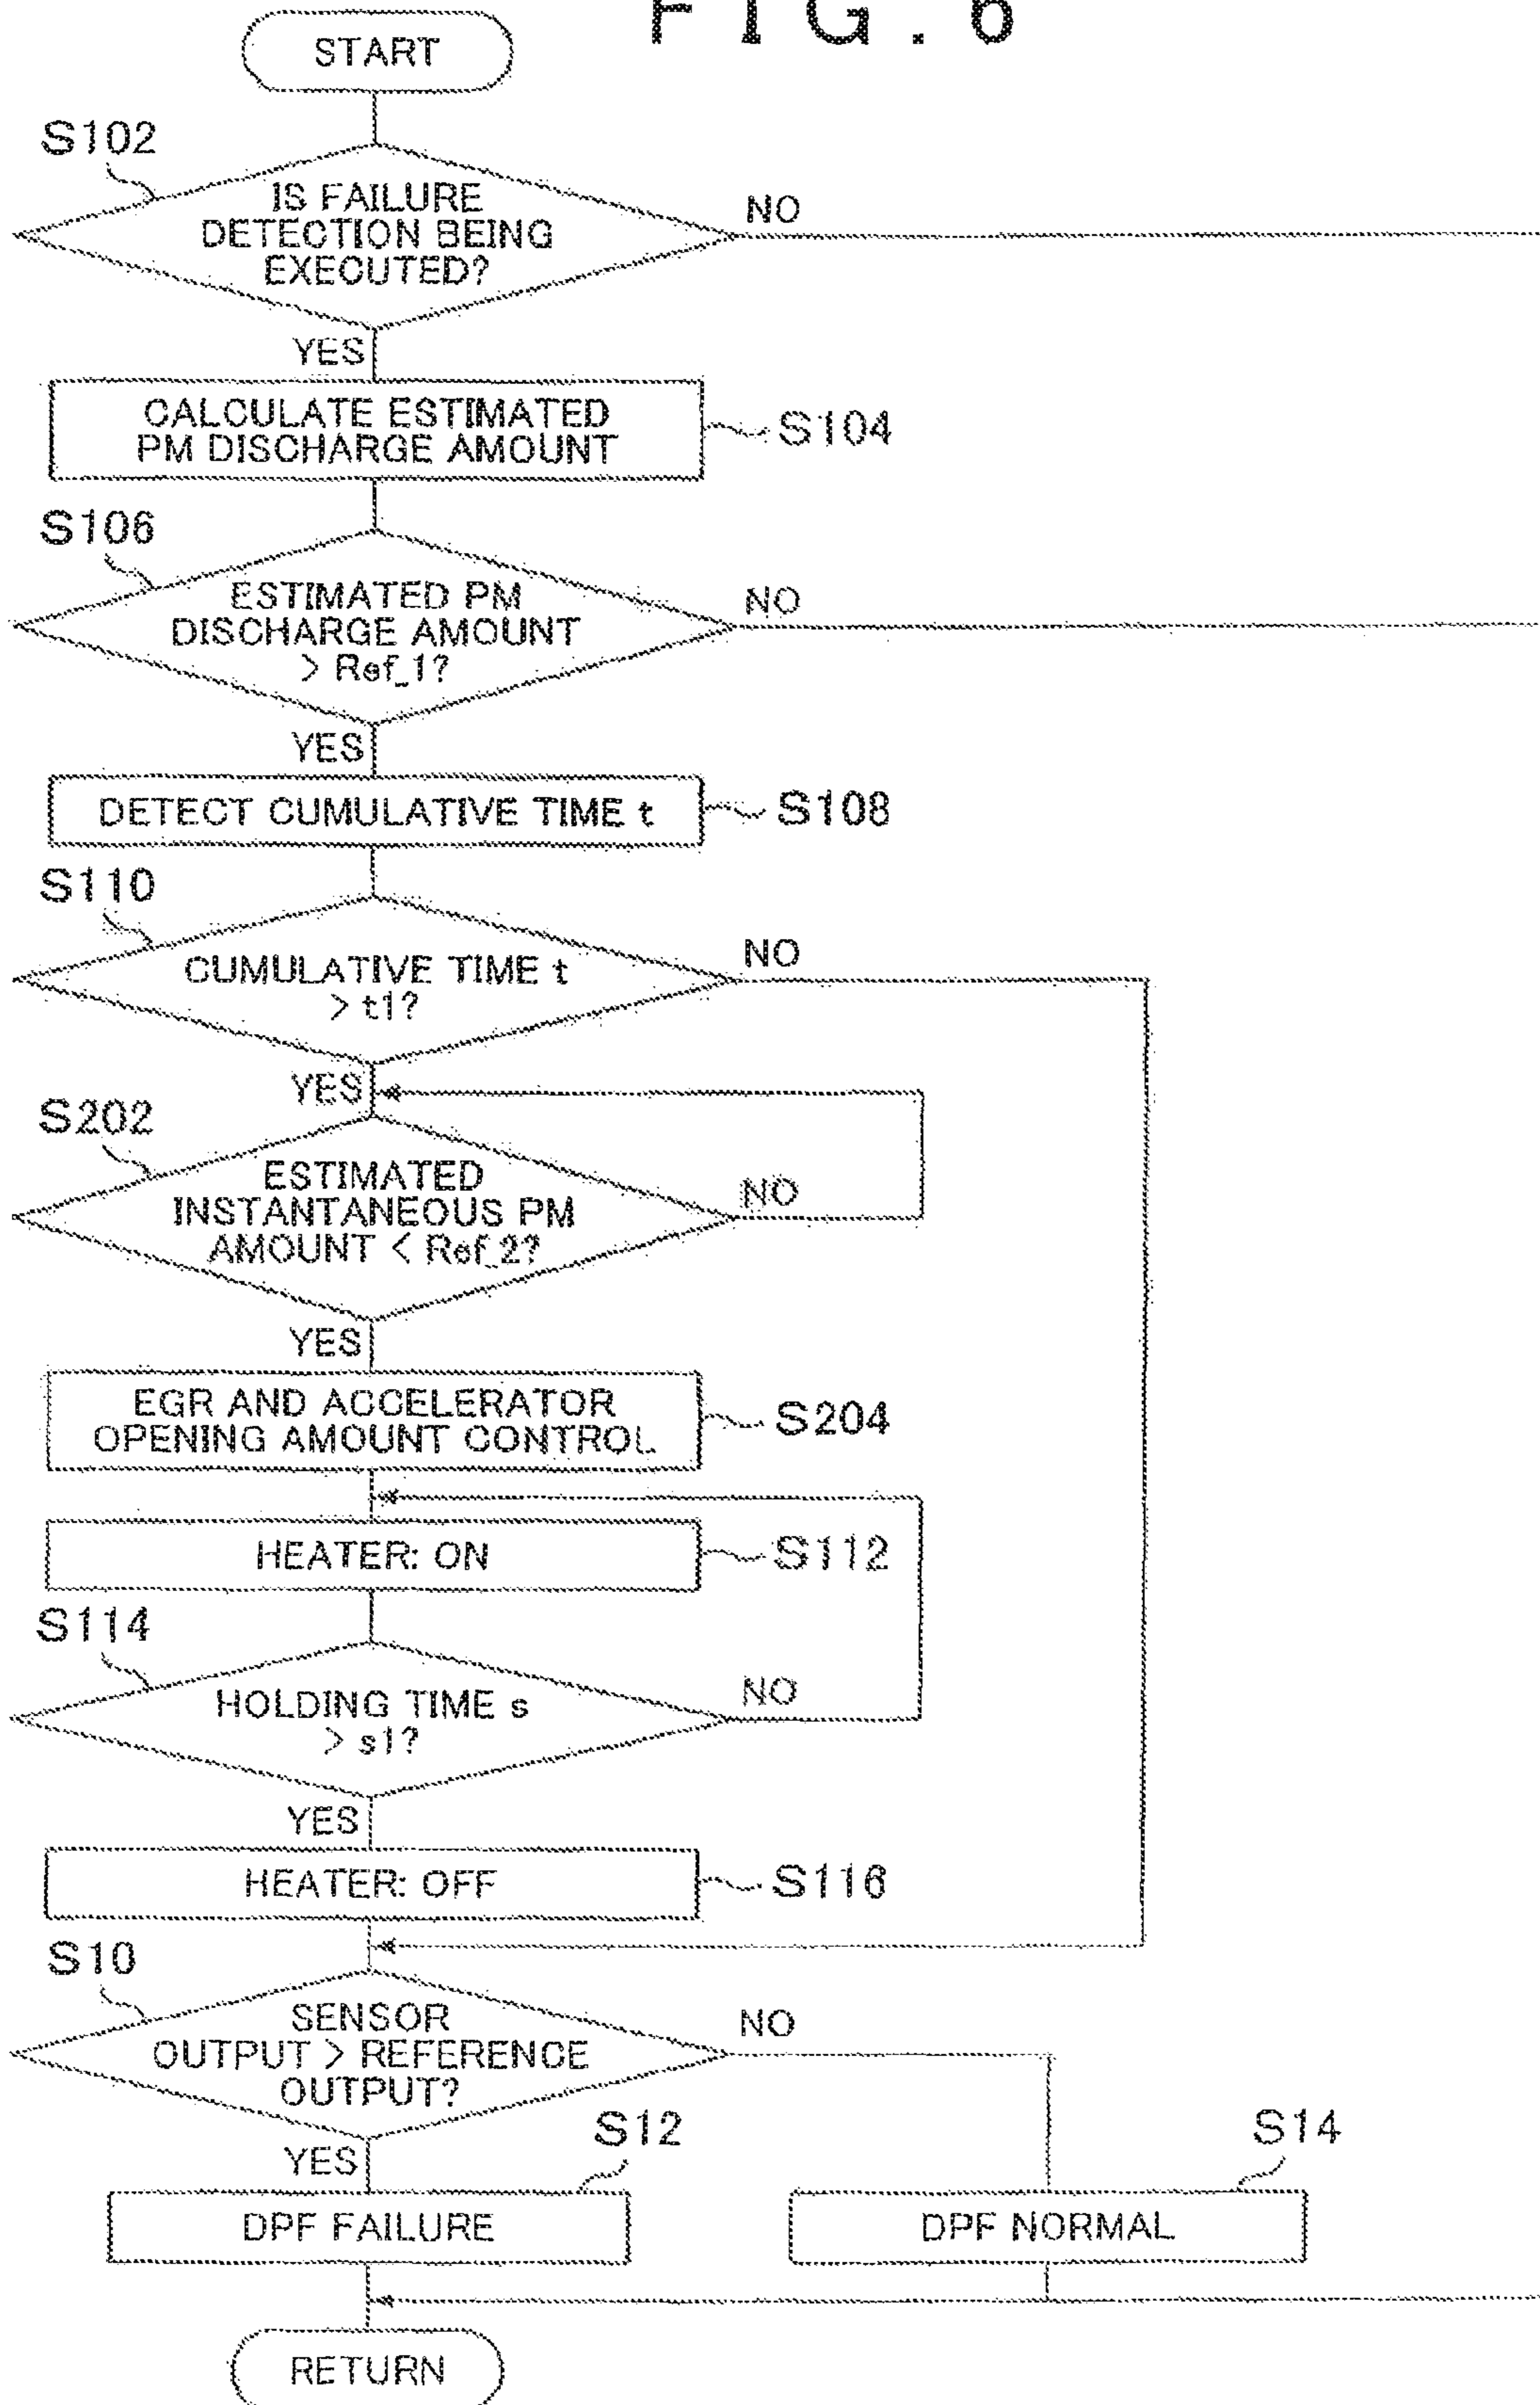 FIG.6
START
S102
IS FAILURE
DETECTION BEING
EXECUTED?
NO
YES
CALCULATE ESTIMATED
PM DISCHARGE AMOUNT
S104
S106
ESTIMATED PM
DISCHARGE AMOUNT
> Ref_1?
NO
YES
DETECT CUMULATIVE TIME t
S108
S110
CUMULATIVE TIME t
> t1?
NO
YES
S202
ESTIMATED
INSTANTANEOUS PM
AMOUNT < Ref_2?
NO
YES
EGR AND ACCELERATOR
OPENING AMOUNT CONTROL
S204
HEATER: ON
S112
S114
HOLDING TIME s
> s1?
NO
YES
HEATER: OFF
S116
S10
SENSOR
OUTPUT > REFERENCE
OUTPUT?
NO
YES
S12
DPF FAILURE
S14
DPF NORMAL
RETURN